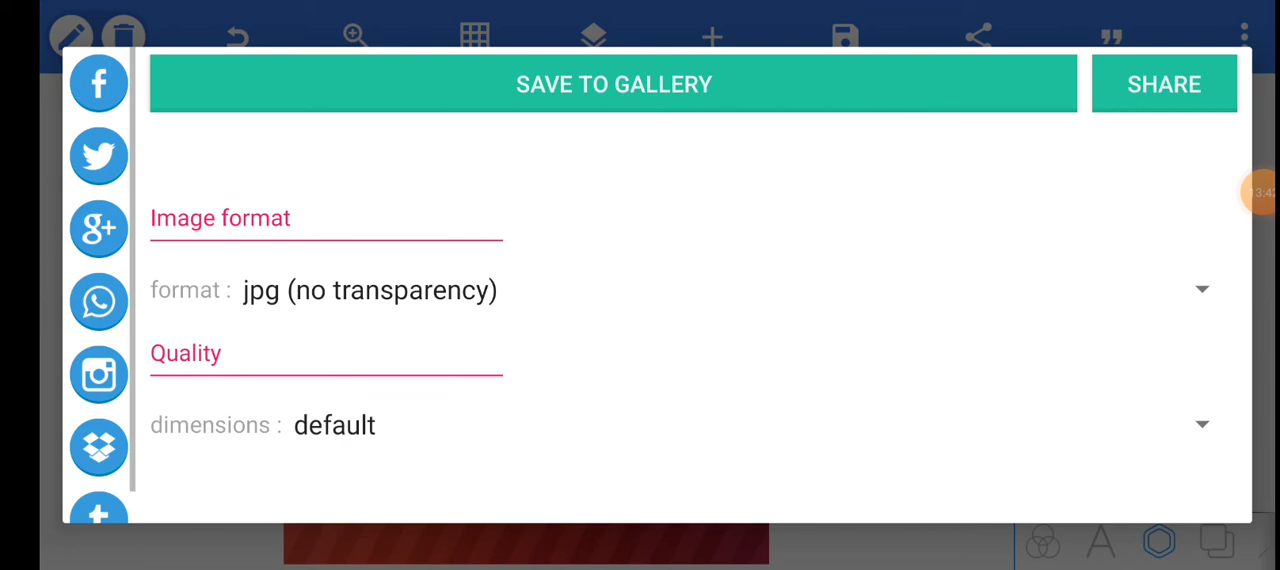 SAVE TO GALLERY
SHARE
Image format
format : jpg (no transparency)
Quality
dimensions : default